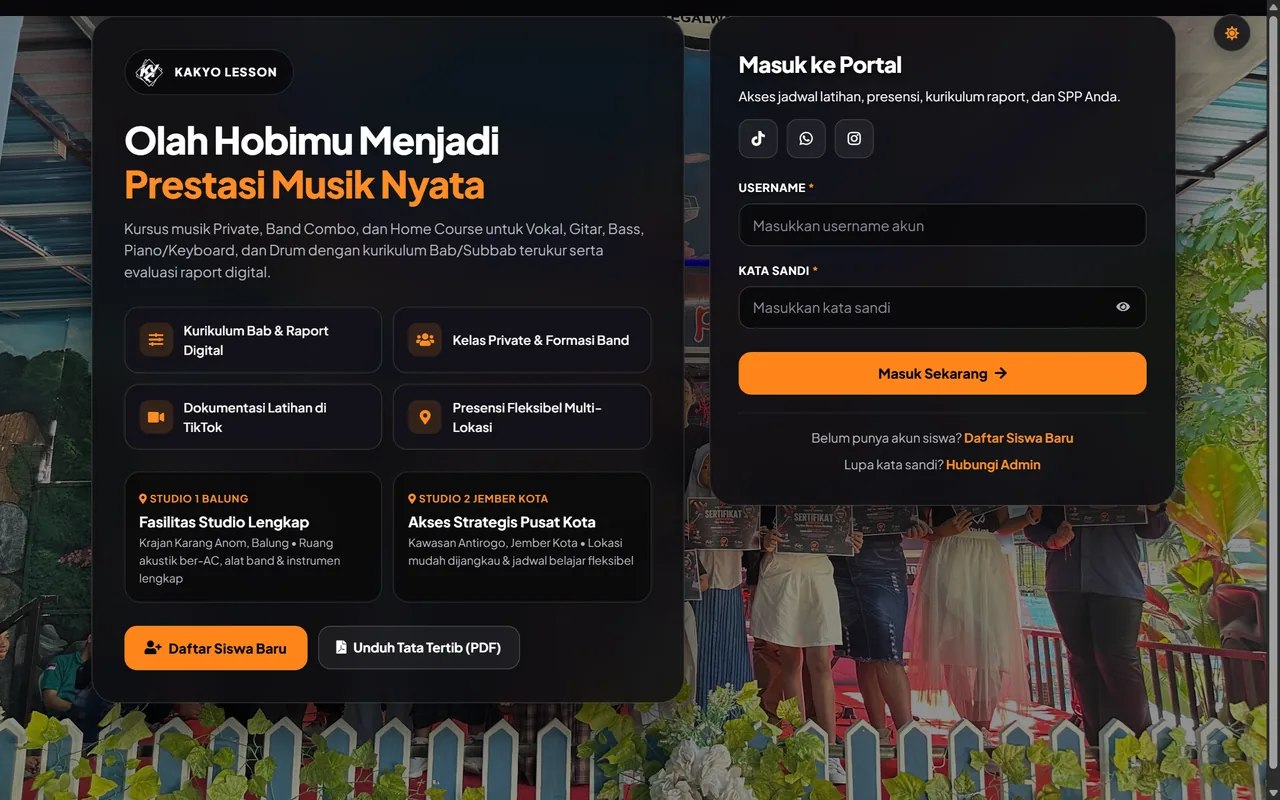 KAKYO LESSON
Olah Hobimu Menjadi
Prestasi Musik Nyata
Kursus musik Private, Band Combo, dan Home Course untuk Vokal, Gitar, Bass,
Piano/Keyboard, dan Drum dengan kurikulum Bab/Subbab terukur serta
evaluasi raport digital.
Kurikulum Bab & Raport
Digital
Kelas Private & Formasi Band
Dokumentasi Latihan di
TikTok
Presensi Fleksibel Multi-
Lokasi
STUDIO 1 BALUNG
Fasilitas Studio Lengkap
Krajan Karang Anom, Balung • Ruang
akustik ber-AC, alat band & instrumen
lengkap
STUDIO 2 JEMBER KOTA
Akses Strategis Pusat Kota
Kawasan Antirogo, Jember Kota • Lokasi
mudah dijangkau & jadwal belajar fleksibel
Daftar Siswa Baru
Unduh Tata Tertib (PDF)
Masuk ke Portal
Akses jadwal latihan, presensi, kurikulum raport, dan SPP Anda.
USERNAME *
Masukkan username akun
KATA SANDI *
Masukkan kata sandi
Masuk Sekarang →
Belum punya akun siswa? Daftar Siswa Baru
Lupa kata sandi? Hubungi Admin
SERTIFIKAT
SERTIFIKAT